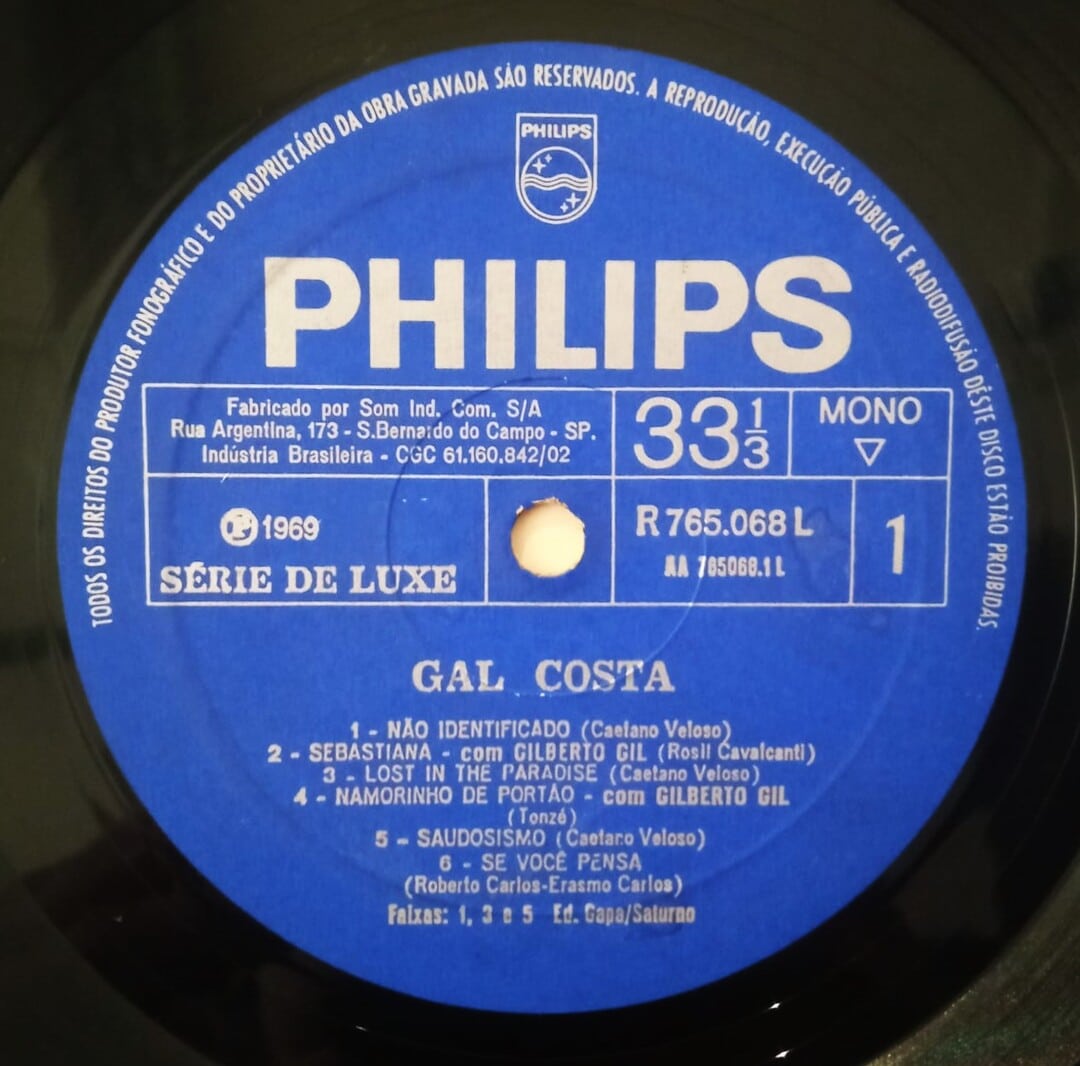 TODOS OS DIREITOS DO PRODUTOR FONOGRÁFICO E DO PROPRIETÁRIO DA OBRA GRAVADA SÃO RESERVADOS. A REPRODUÇÃO, EXECUÇÃO PÚBLICA E RADIODIFUSÃO DÊSTE DISCO ESTÃO PROIBIDAS.
PHILIPS
PHILIPS
Fabricado por Som Ind. Com. S/A
Rua Argentina, 173 - S.Bernardo do Campo - SP.
Indústria Brasileira - CGC 61.160.842/02
33 1/3
MONO
℗ 1969
SÉRIE DE LUXE
R 765.068 L
AA 765068.1 L
1
GAL COSTA
1 - NÃO IDENTIFICADO (Caetano Veloso)
2 - SEBASTIANA - com GILBERTO GIL (Rosil Cavalcanti)
3 - LOST IN THE PARADISE (Caetano Veloso)
4 - NAMORINHO DE PORTÃO - com GILBERTO GIL
(Tonzé)
5 - SAUDOSISMO (Caetano Veloso)
6 - SE VOCÊ PENSA
(Roberto Carlos-Erasmo Carlos)
Faixas: 1, 3 e 5 Ed. Gapa/Saturno